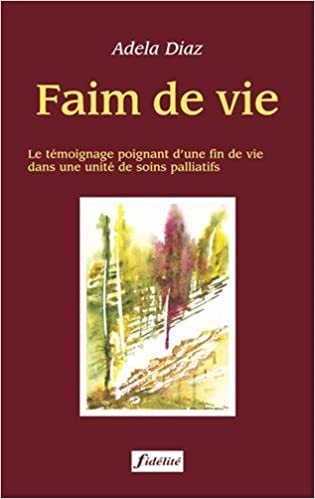 Adela Diaz
Faim de vie
Le témoignage poignant d'une fin de vie
dans une unité de soins palliatifs
fidélité